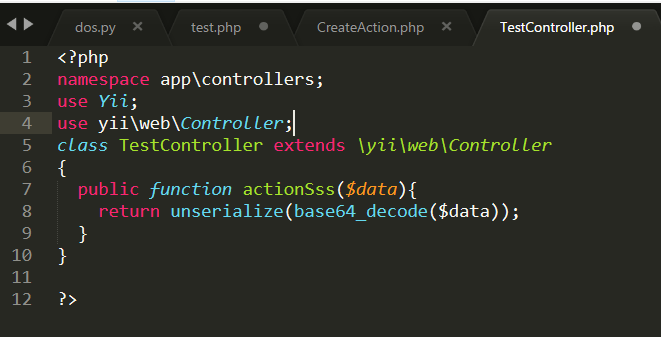 dos.py × test.php CreateAction.php × TestController.php
1 <?php
2 namespace app\controllers;
3 use Yii;
4 use yii\web\Controller;
5 class TestController extends \yii\web\Controller
6 {
7 public function actionSss($data){
8 return unserialize(base64_decode($data));
9 }
10 }
11
12 ?>